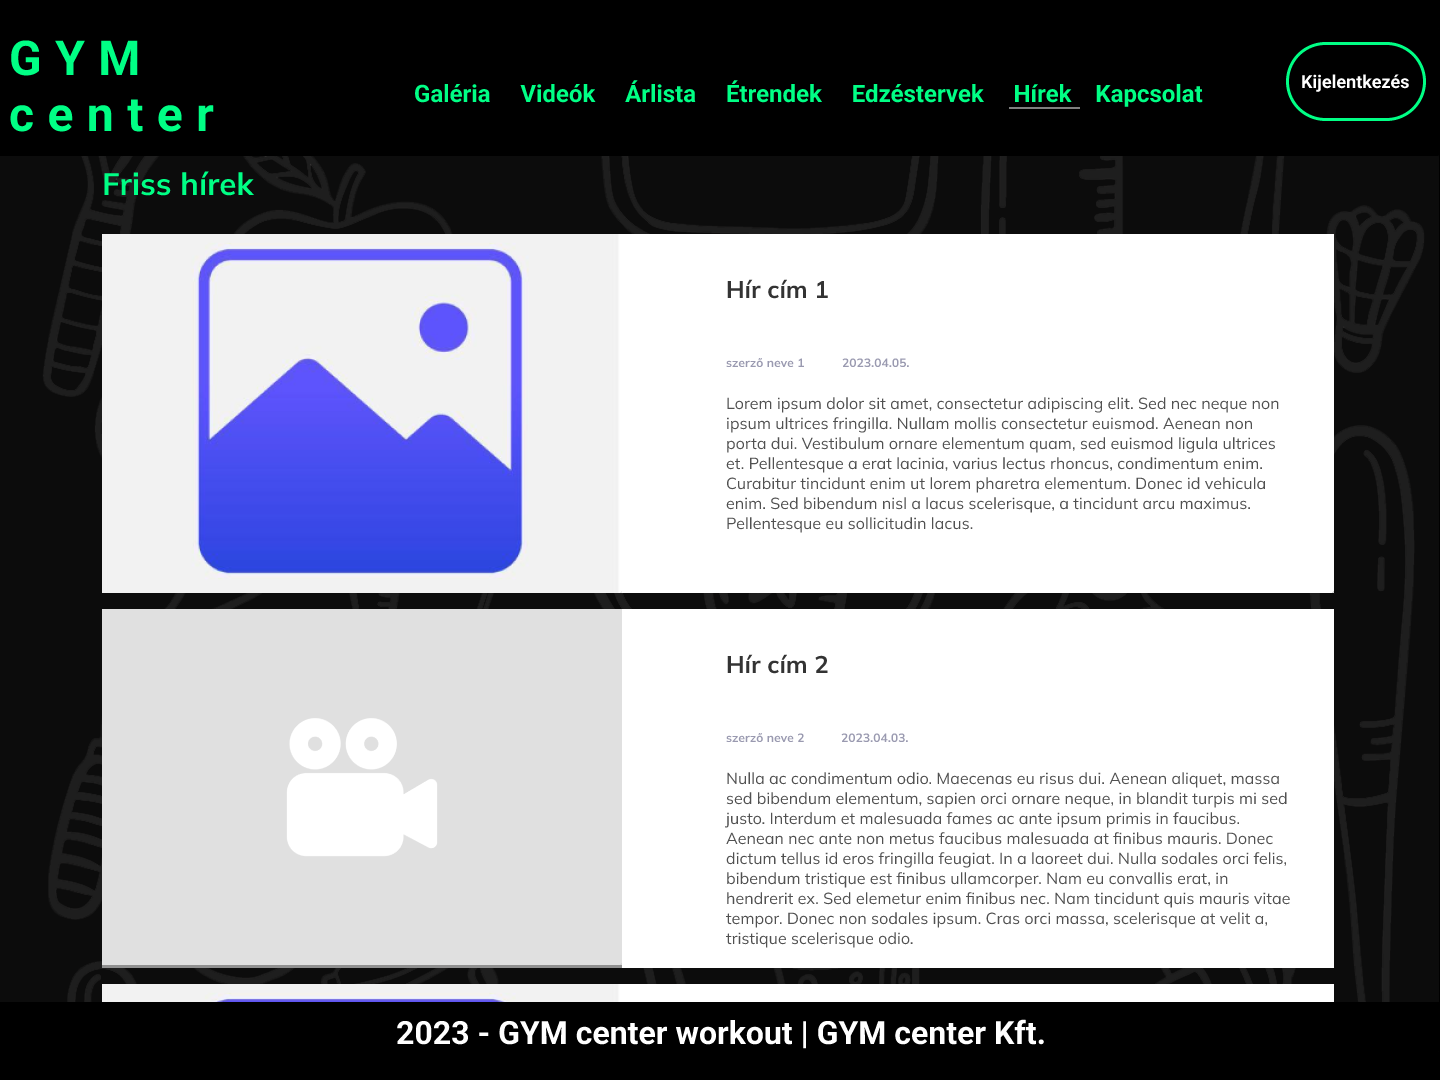 GYM
center
Galéria Videók Árlista Étrendek Edzéstervek Hírek Kapcsolat
Kijelentkezés
Friss hírek
Hír cím 1
szerző neve 1 2023.04.05.
Lorem ipsum dolor sit amet, consectetur adipiscing elit. Sed nec neque non
ipsum ultrices fringilla. Nullam mollis consectetur euismod. Aenean non
porta dui. Vestibulum ornare elementum quam, sed euismod ligula ultrices
et. Pellentesque a erat lacinia, varius lectus rhoncus, condimentum enim.
Curabitur tincidunt enim ut lorem pharetra elementum. Donec id vehicula
enim. Sed bibendum nisl a lacus scelerisque, a tincidunt arcu maximus.
Pellentesque eu sollicitudin lacus.
Hír cím 2
szerző neve 2 2023.04.03.
Nulla ac condimentum odio. Maecenas eu risus dui. Aenean aliquet, massa
sed bibendum elementum, sapien orci ornare neque, in blandit turpis mi sed
justo. Interdum et malesuada fames ac ante ipsum primis in faucibus.
Aenean nec ante non metus faucibus malesuada at finibus mauris. Donec
dictum tellus id eros fringilla feugiat. In a laoreet dui. Nulla sodales orci felis,
bibendum tristique est finibus ullamcorper. Nam eu convallis erat, in
hendrerit ex. Sed elemetur enim finibus nec. Nam tincidunt quis mauris vitae
tempor. Donec non sodales ipsum. Cras orci massa, scelerisque at velit a,
tristique scelerisque odio.
2023 - GYM center workout | GYM center Kft.